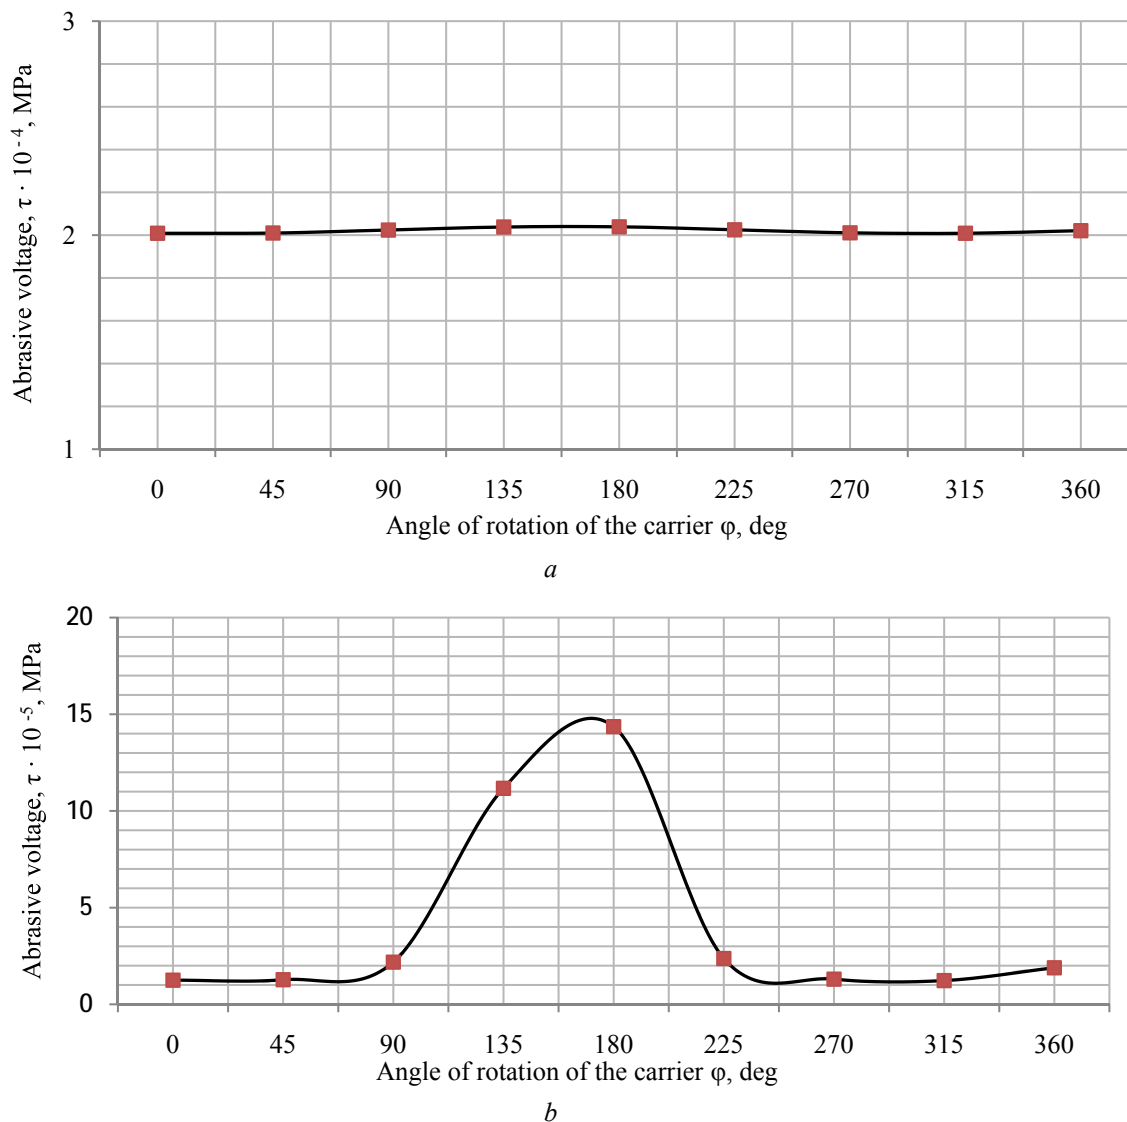 Abrasive voltage, τ · 10 -4, MPa
3
2
1
0 45 90 135 180 225 270 315 360
Angle of rotation of the carrier φ, deg
a
Abrasive voltage, τ · 10 -5, MPa
20
15
10
5
0
0 45 90 135 180 225 270 315 360
Angle of rotation of the carrier φ, deg
b